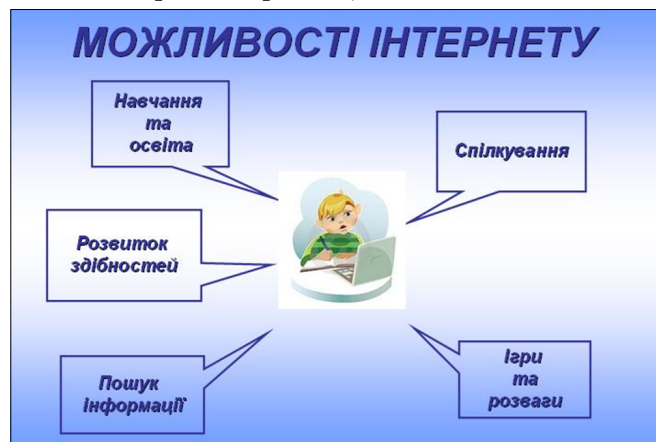 МОЖЛИВОСТІ ІНТЕРНЕТУ
Навчання
та
освіта
Спілкування
Розвиток
здібностей
Пошук
інформації
Ігри
та
розваги